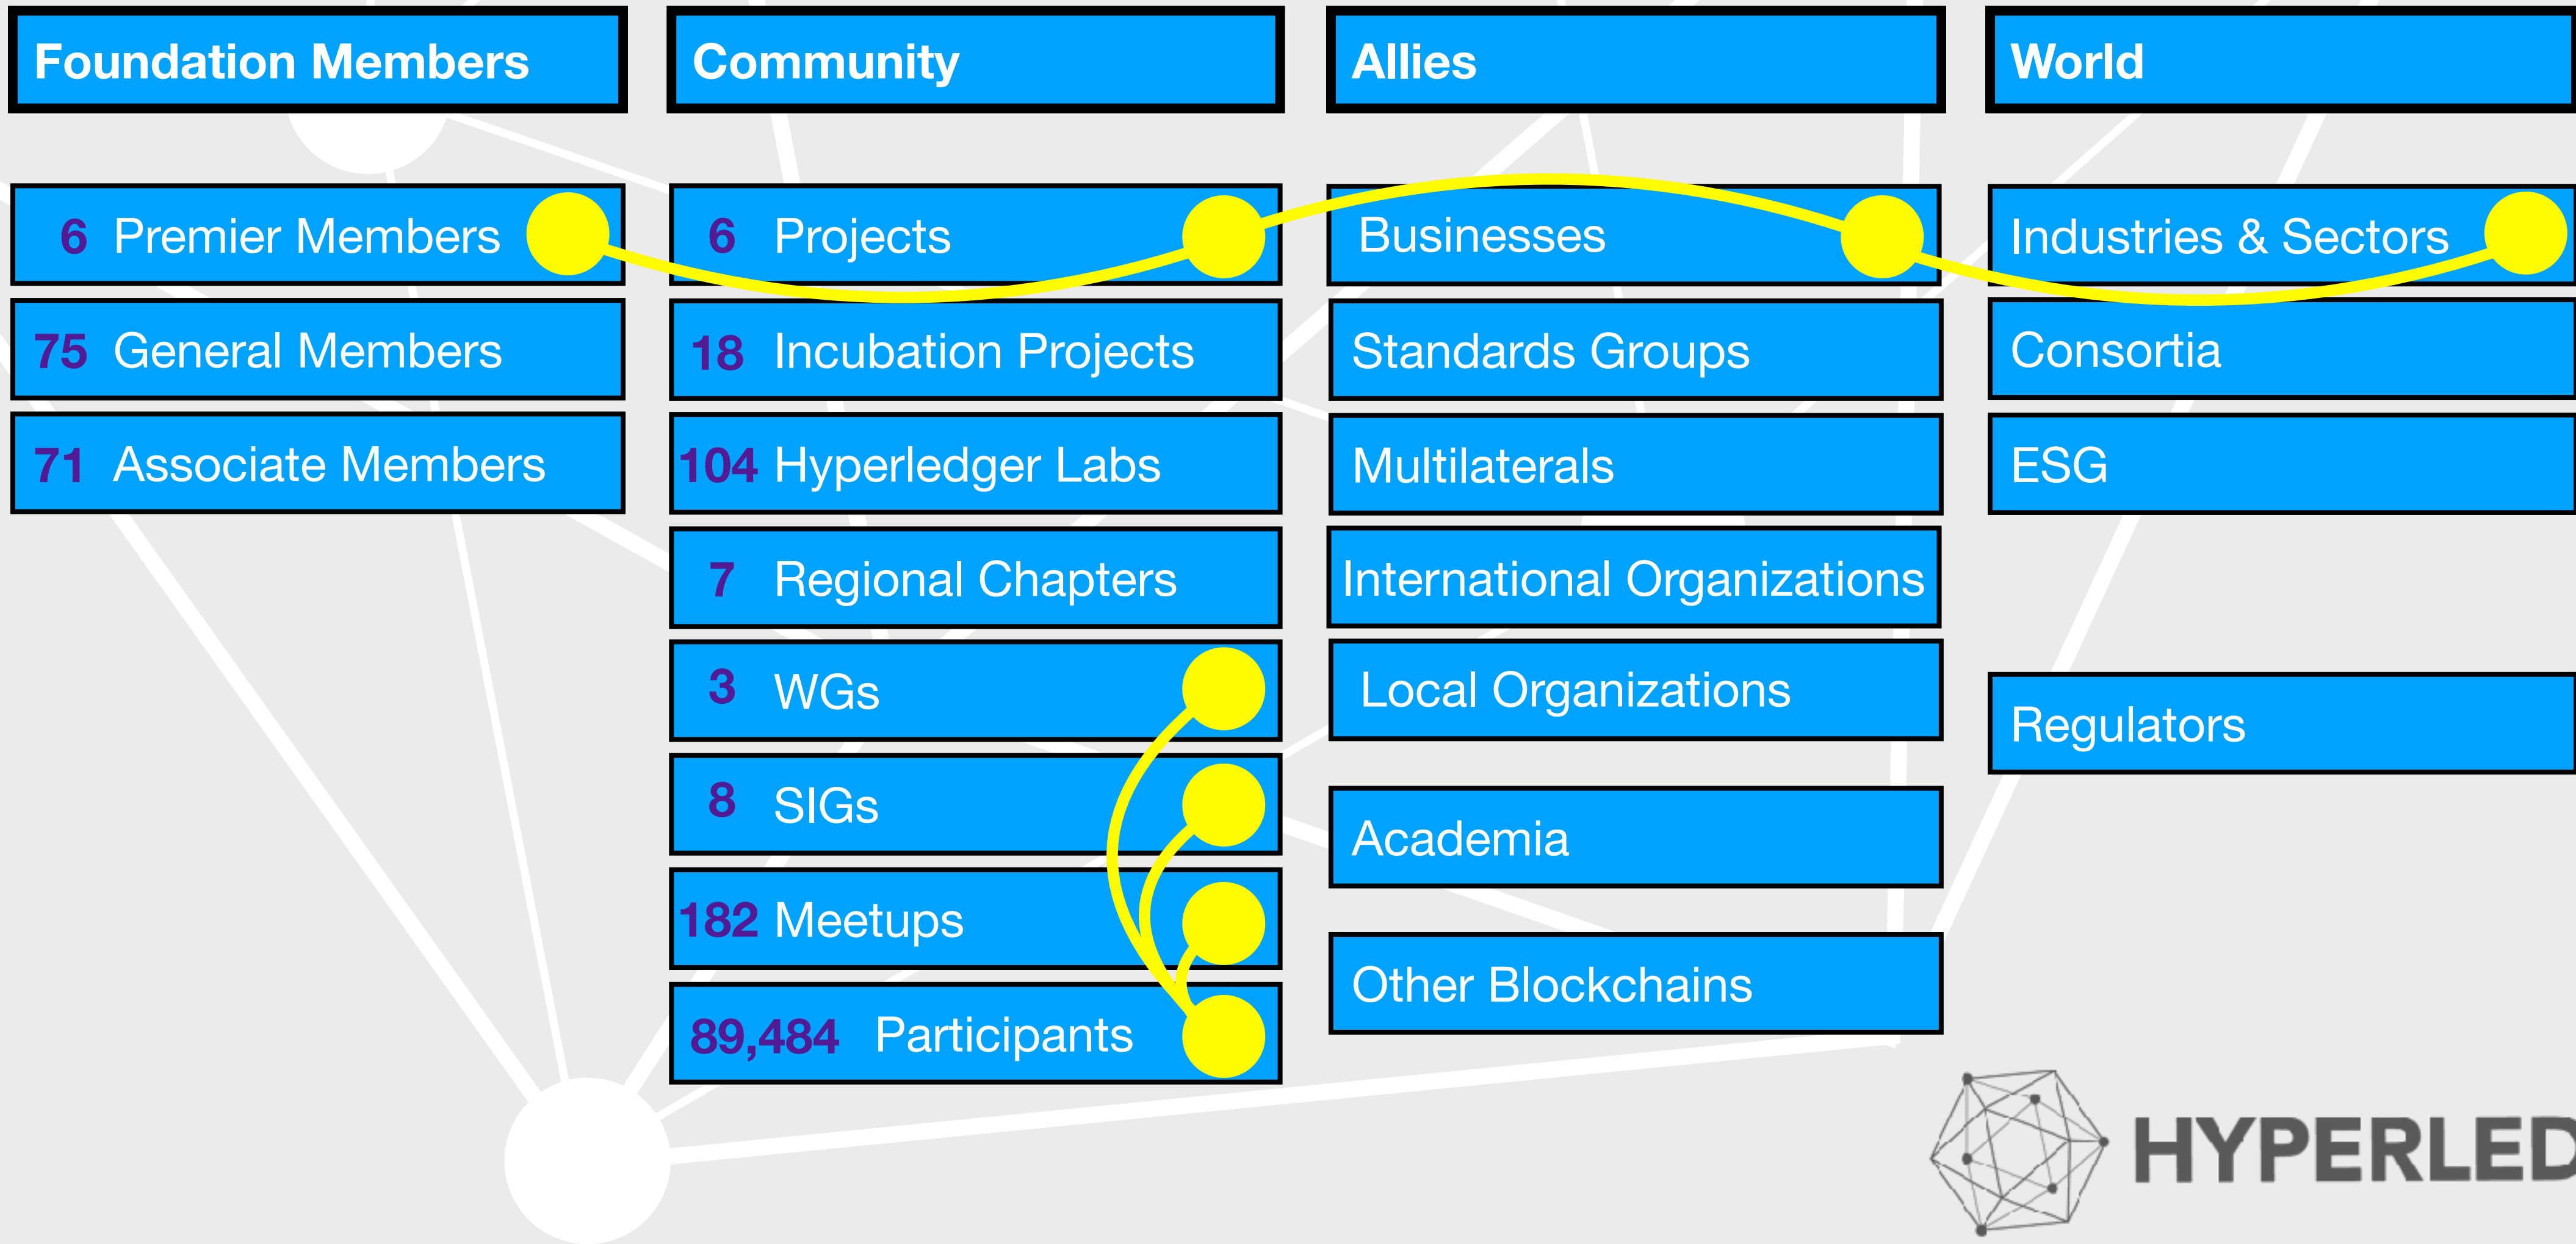 Foundation Members
6 Premier Members
75 General Members
71 Associate Members
Community
6 Projects
18 Incubation Projects
104 Hyperledger Labs
7 Regional Chapters
3 WGs
8 SIGs
182 Meetups
89,484 Participants
Allies
Businesses
Standards Groups
Multilaterals
International Organizations
Local Organizations
Academia
Other Blockchains
World
Industries & Sectors
Consortia
ESG
Regulators
HYPERLED